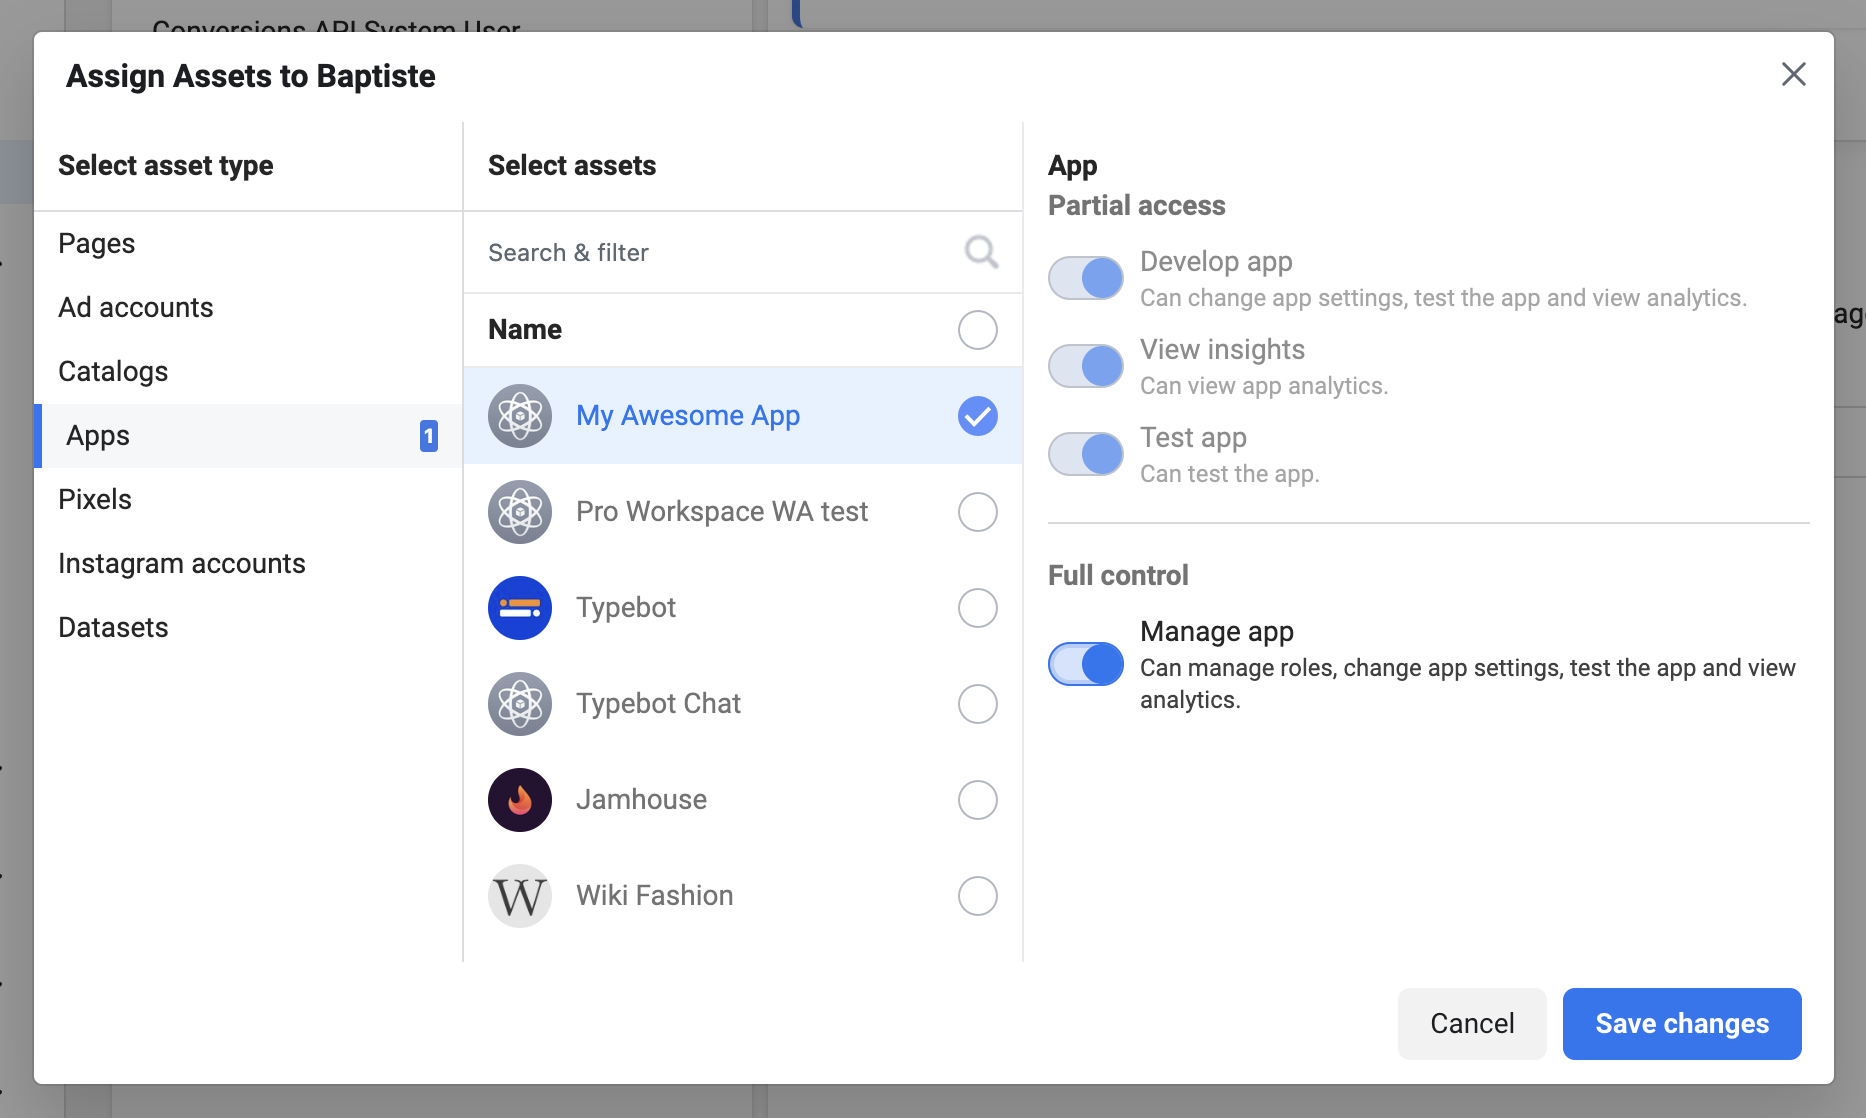 Conversions API System User
Assign Assets to Baptiste
Select asset type
Pages
Ad accounts
Catalogs
Apps
1
Pixels
Instagram accounts
Datasets
Select assets
Search & filter
Name
My Awesome App
Pro Workspace WA test
Typebot
Typebot Chat
Jamhouse
W
Wiki Fashion
App
Partial access
Develop app
Can change app settings, test the app and view analytics.
View insights
Can view app analytics.
Test app
Can test the app.
Full control
Manage app
Can manage roles, change app settings, test the app and view
analytics.
Cancel
Save changes